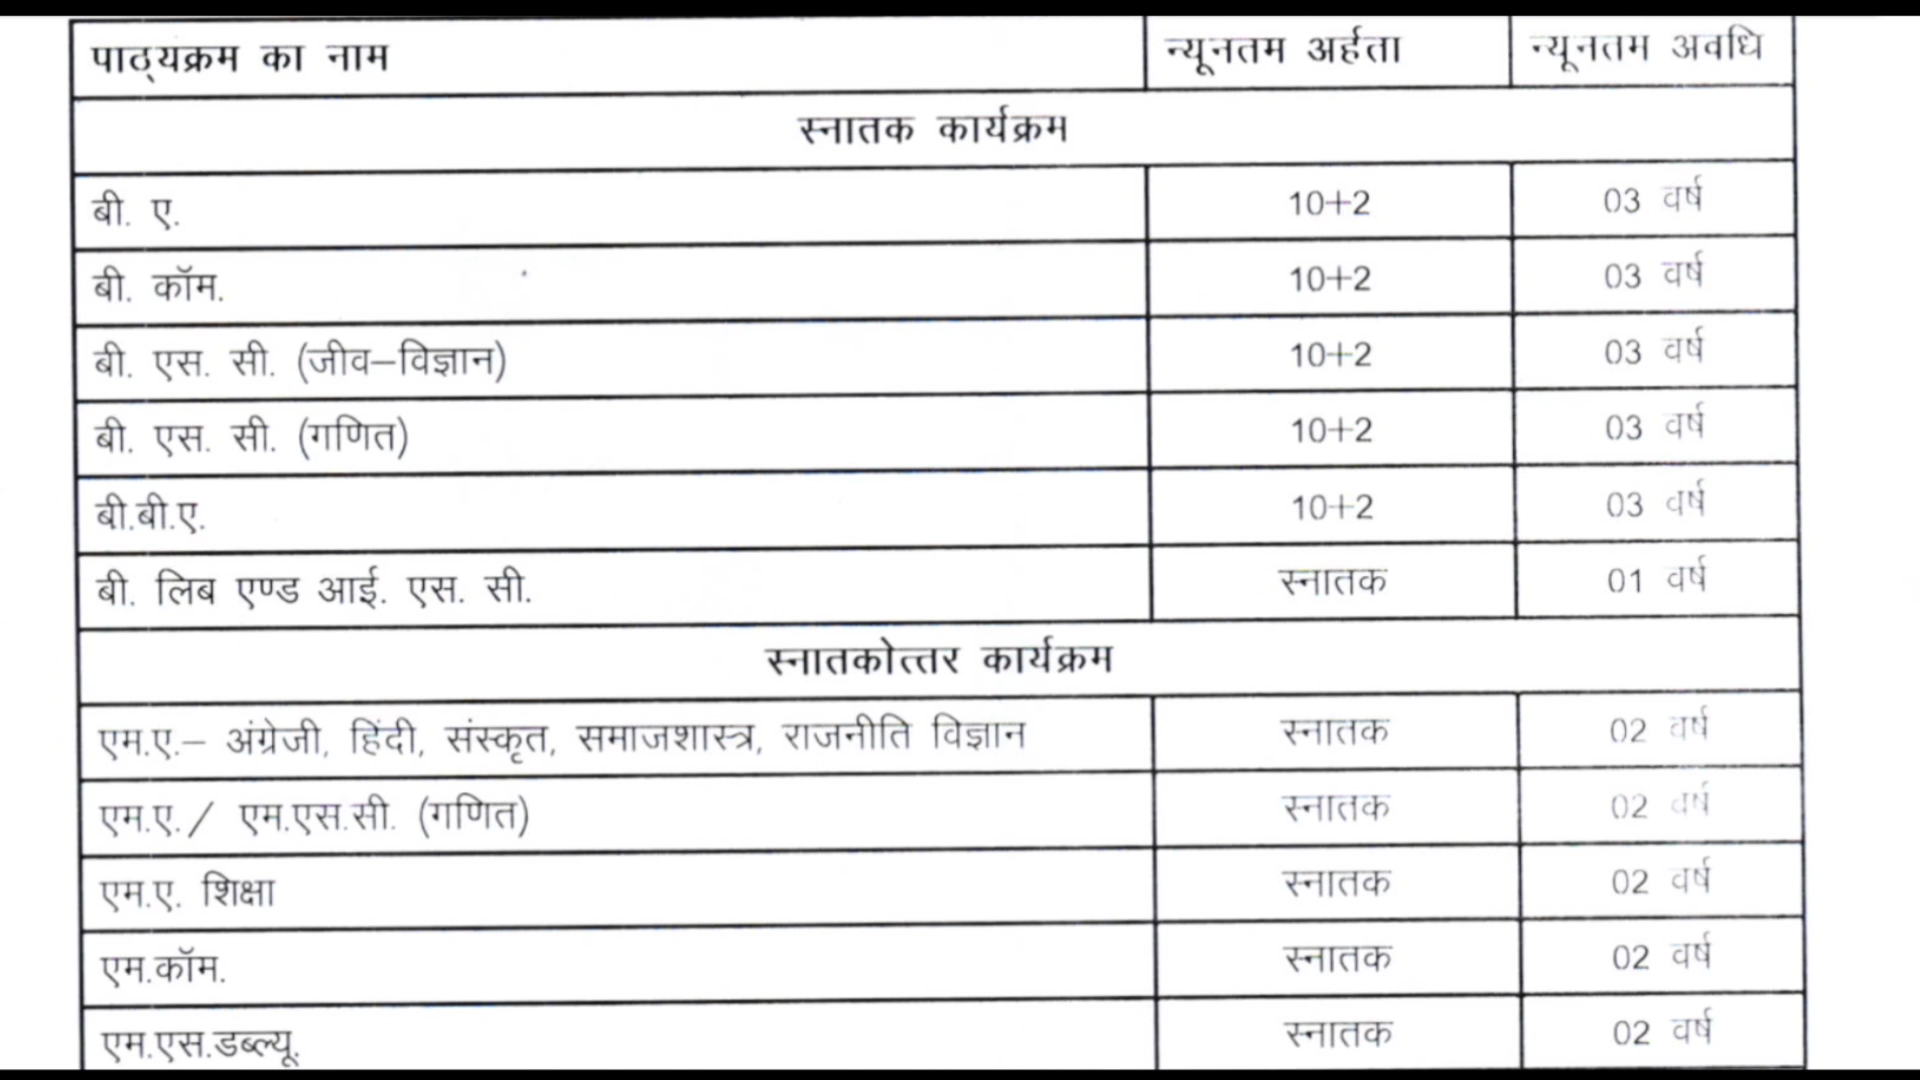 पाठ्यक्रम का नाम न्यूनतम अर्हता न्यूनतम अवधि
स्नातक कार्यक्रम
बी. ए. 10+2 03 वर्ष
बी. कॉम. 10+2 03 वर्ष
बी. एस. सी. (जीव–विज्ञान) 10+2 03 वर्ष
बी. एस. सी. (गणित) 10+2 03 वर्ष
बी.बी.ए. 10+2 03 वर्ष
बी. लिब एण्ड आई. एस. सी. स्नातक 01 वर्ष
स्नातकोत्तर कार्यक्रम
एम.ए.– अंग्रेजी, हिंदी, संस्कृत, समाजशास्त्र, राजनीति विज्ञान स्नातक 02 वर्ष
एम.ए./ एम.एस.सी. (गणित) स्नातक 02 वर्ष
एम.ए. शिक्षा स्नातक 02 वर्ष
एम.कॉम. स्नातक 02 वर्ष
एम.एस.डब्ल्यू. स्नातक 02 वर्ष